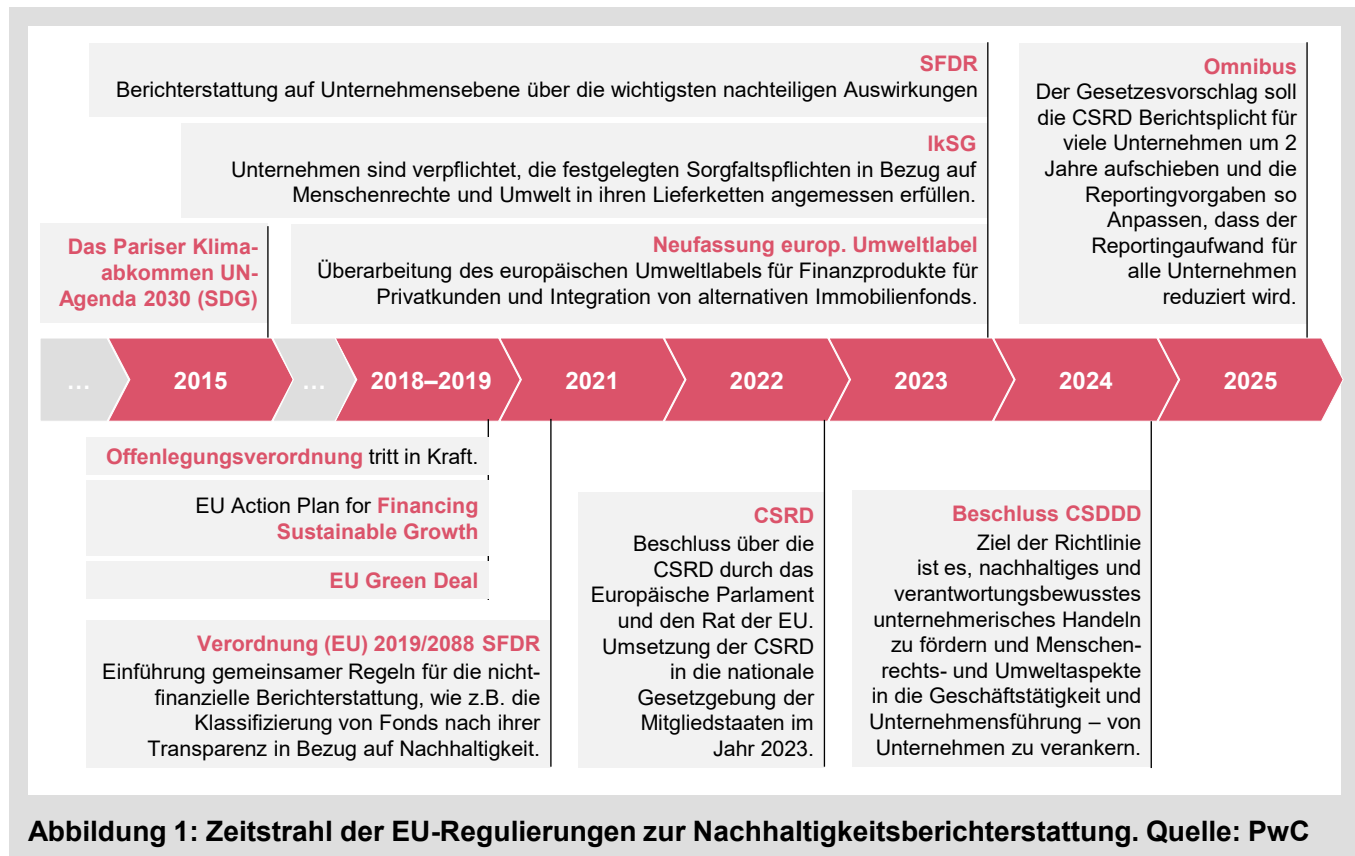 SFDR
Berichterstattung auf Unternehmensebene über die wichtigsten nachteiligen Auswirkungen
lkSG
Unternehmen sind verpflichtet, die festgelegten Sorgfaltspflichten in Bezug auf
Menschenrechte und Umwelt in ihren Lieferketten angemessen erfüllen.
Das Pariser Klima-
abkommen UN-
Agenda 2030 (SDG)
Neufassung europ. Umweltlabel
Überarbeitung des europäischen Umweltlabels für Finanzprodukte für
Privatkunden und Integration von alternativen Immobilienfonds.
Omnibus
Der Gesetzesvorschlag soll
die CSRD Berichtsplicht für
viele Unternehmen um 2
Jahre aufschieben und die
Reportingvorgaben so
Anpassen, dass der
Reportingaufwand für
alle Unternehmen
reduziert wird.
...
2015
...
2018–2019
2021
2022
2023
2024
2025
Offenlegungsverordnung tritt in Kraft.
EU Action Plan for Financing
Sustainable Growth
EU Green Deal
Verordnung (EU) 2019/2088 SFDR
Einführung gemeinsamer Regeln für die nicht-
finanzielle Berichterstattung, wie z.B. die
Klassifizierung von Fonds nach ihrer
Transparenz in Bezug auf Nachhaltigkeit.
CSRD
Beschluss über die
CSRD durch das
Europäische Parlament
und den Rat der EU.
Umsetzung der CSRD
in die nationale
Gesetzgebung der
Mitgliedstaaten im
Jahr 2023.
Beschluss CSDDD
Ziel der Richtlinie
ist es, nachhaltiges und
verantwortungsbewusstes
unternehmerisches Handeln
zu fördern und Menschen-
rechts- und Umweltaspekte
in die Geschäftstätigkeit und
Unternehmensführung – von
Unternehmen zu verankern.
Abbildung 1: Zeitstrahl der EU-Regulierungen zur Nachhaltigkeitsberichterstattung. Quelle: PwC